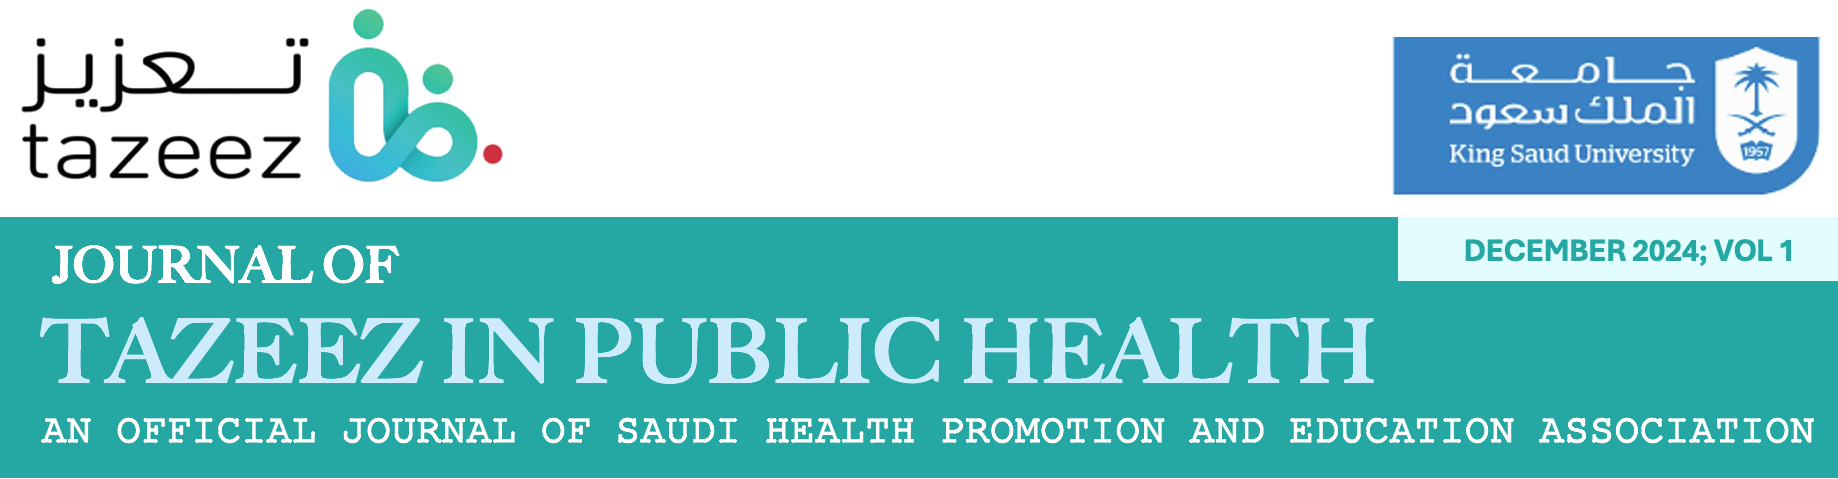 تعزيز
tazeez
جامعة
الملك سعود
King Saud University
1957
DECEMBER 2024; VOL 1
JOURNAL OF
TAZEEZ IN PUBLIC HEALTH
AN OFFICIAL JOURNAL OF SAUDI HEALTH PROMOTION AND EDUCATION ASSOCIATION